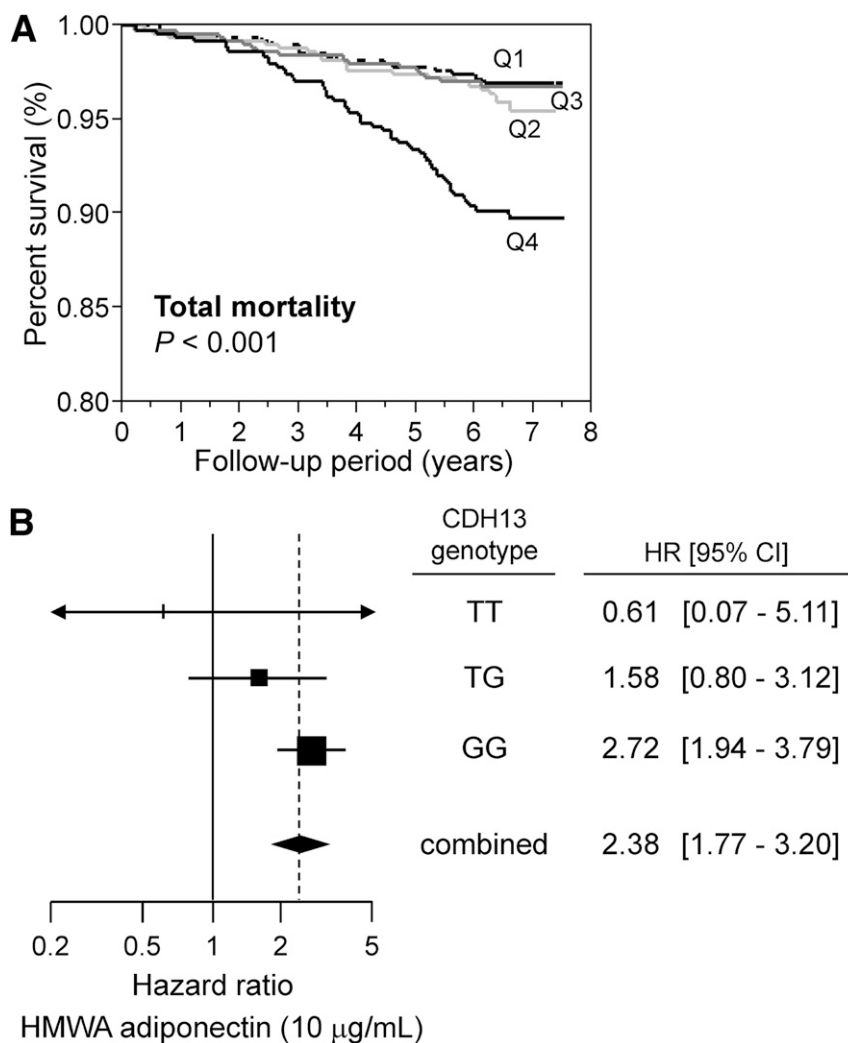 A
Percent survival (%)
1.00
0.95
0.90
0.85
0.80
Q1
Q3
Q2
Q4
Total mortality
P < 0.001
0 1 2 3 4 5 6 7 8
Follow-up period (years)
B
CDH13
genotype
HR [95% CI]
TT 0.61 [0.07 - 5.11]
TG 1.58 [0.80 - 3.12]
GG 2.72 [1.94 - 3.79]
combined 2.38 [1.77 - 3.20]
0.2 0.5 1 2 5
Hazard ratio
HMWA adiponectin (10 μg/mL)